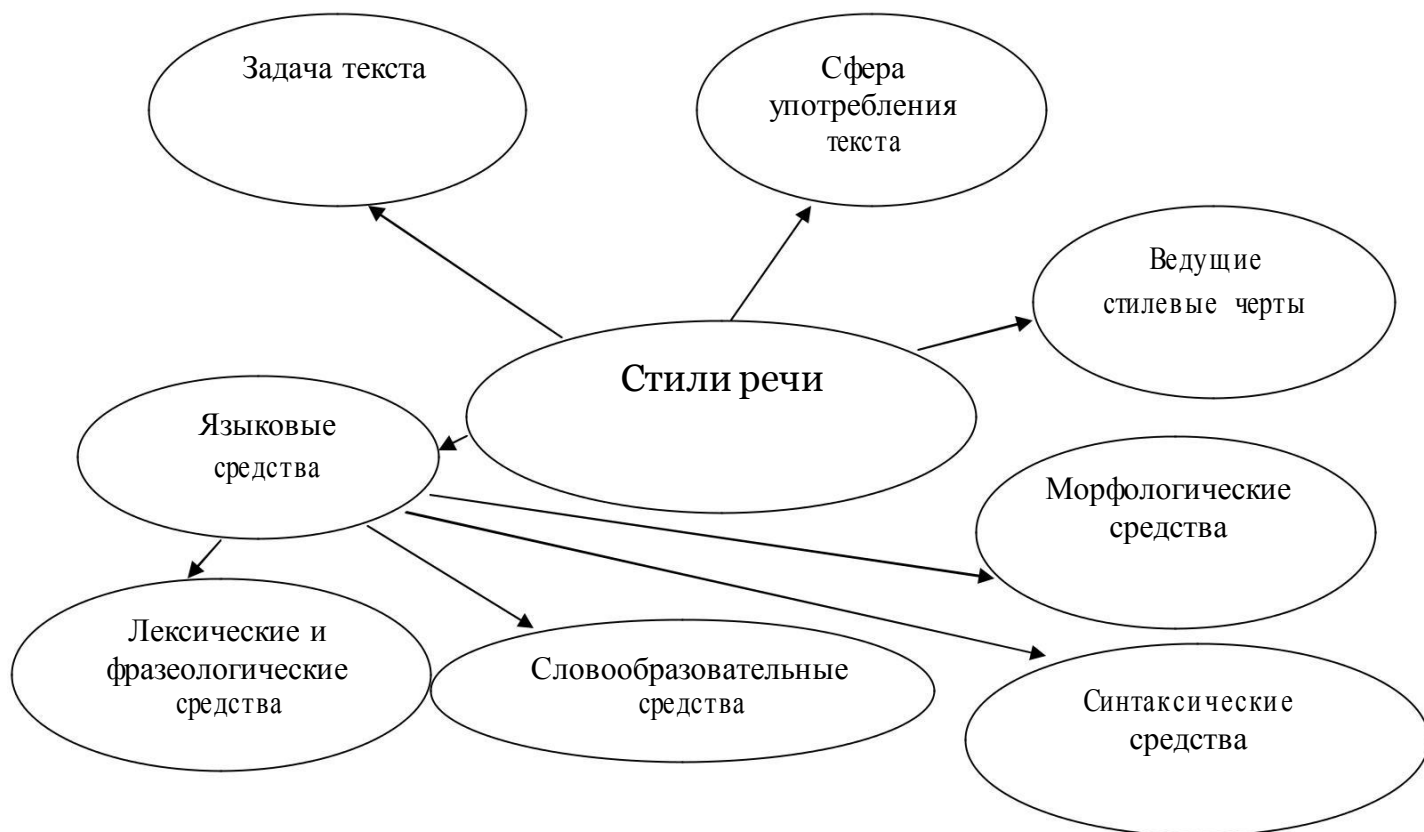 Задача текста
Сфера
употребления
текста
Ведущие
стилевые черты
Стили речи
Языковые
средства
Морфологические
средства
Лексические и
фразеологические
средства
Словообразовательные
средства
Синтаксические
средства